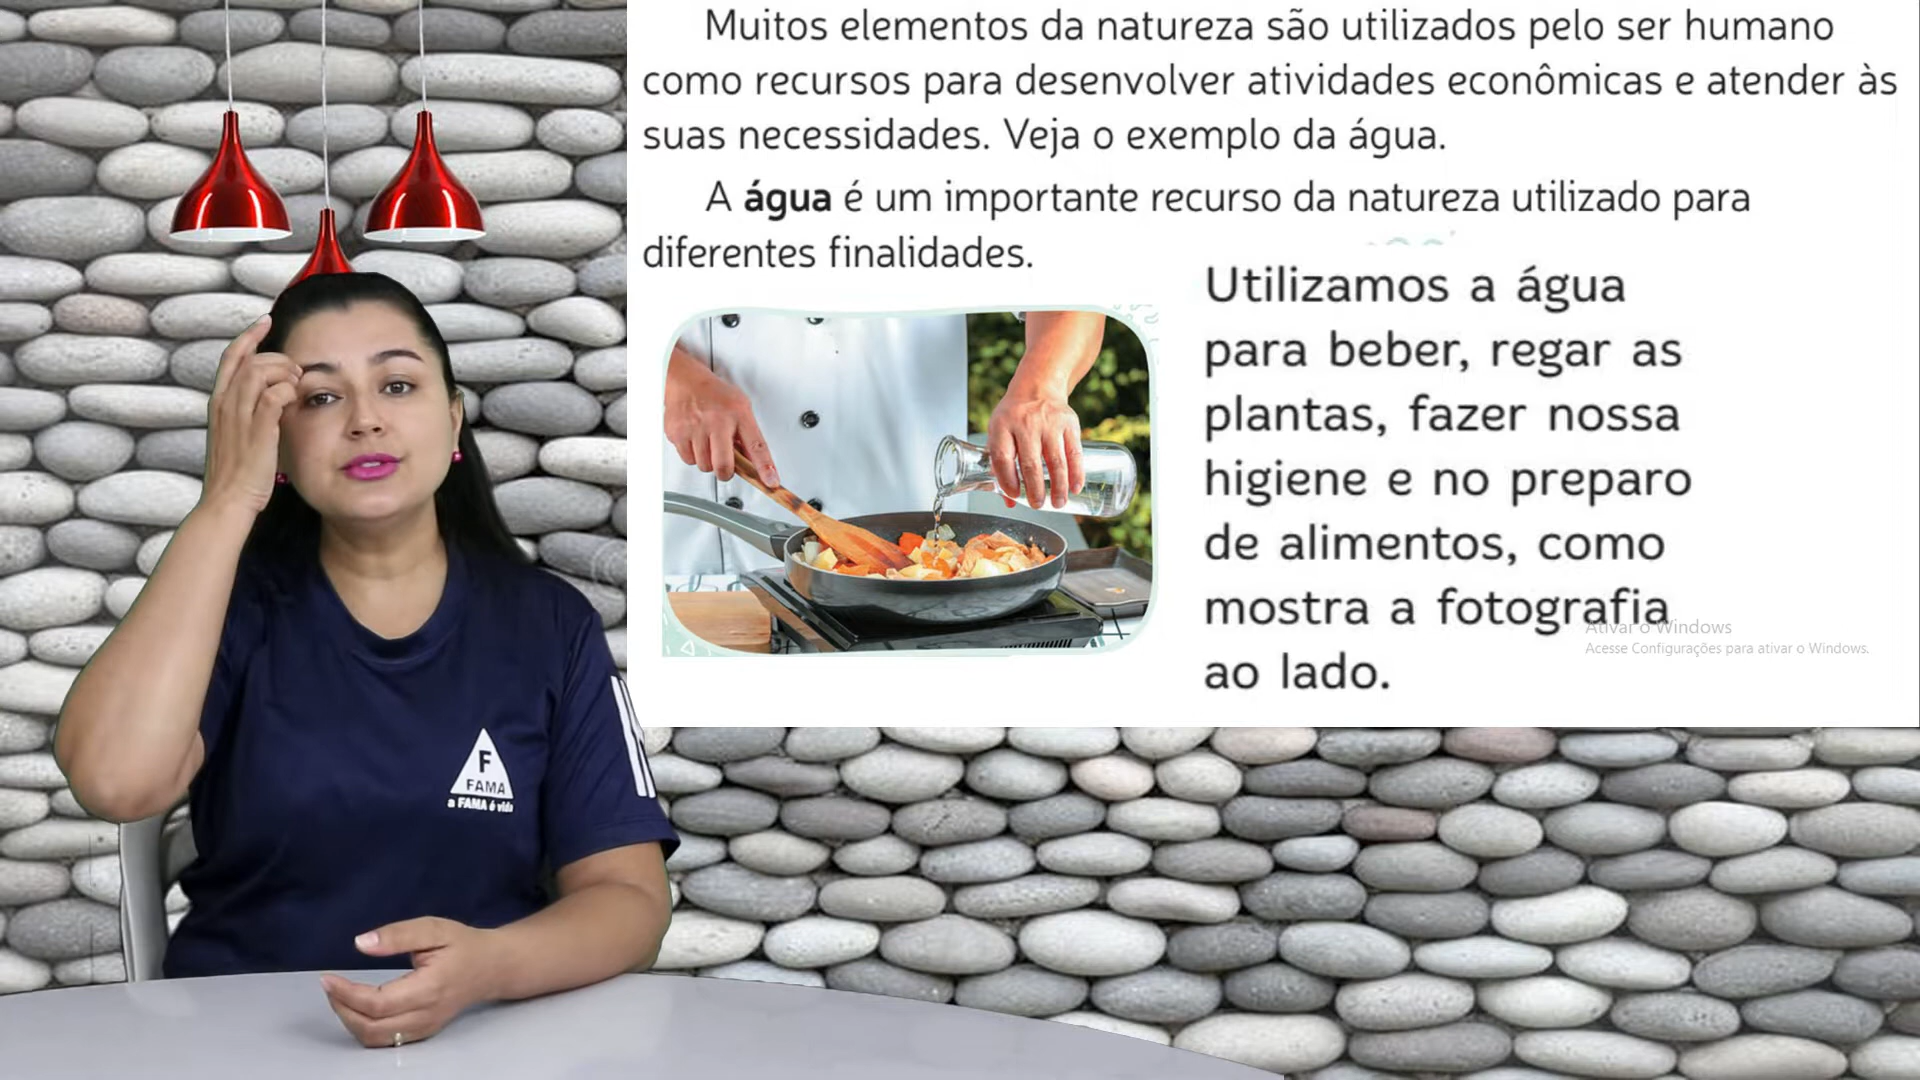 Muitos elementos da natureza são utilizados pelo ser humano
como recursos para desenvolver atividades econômicas e atender às
suas necessidades. Veja o exemplo da água.
A água é um importante recurso da natureza utilizado para
diferentes finalidades.
Utilizamos a água
para beber, regar as
plantas, fazer nossa
higiene e no preparo
de alimentos, como
mostra a fotografia
ao lado.
Ativar o Windows
Acesse Configurações para ativar o Windows.
F
FAMA
a FAMA é vida